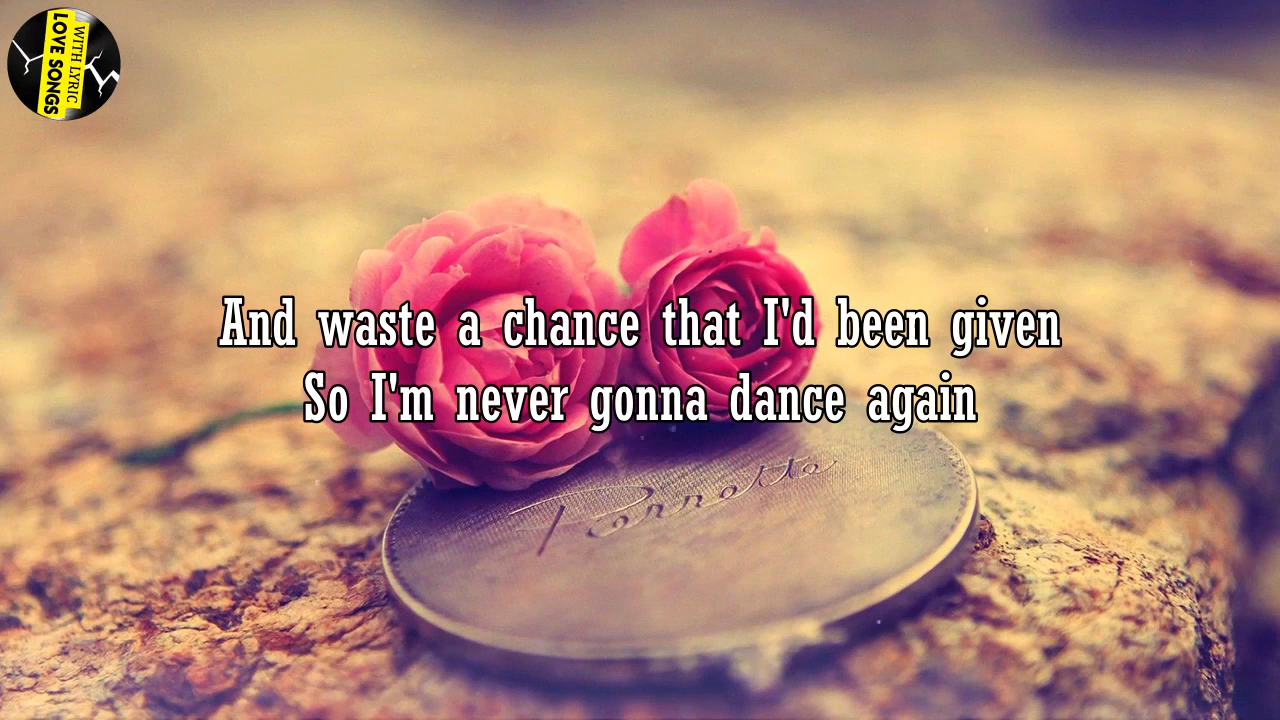 WITH LYRIC
LOVE SONGS
And waste a chance that I'd been given
So I'm never gonna dance again